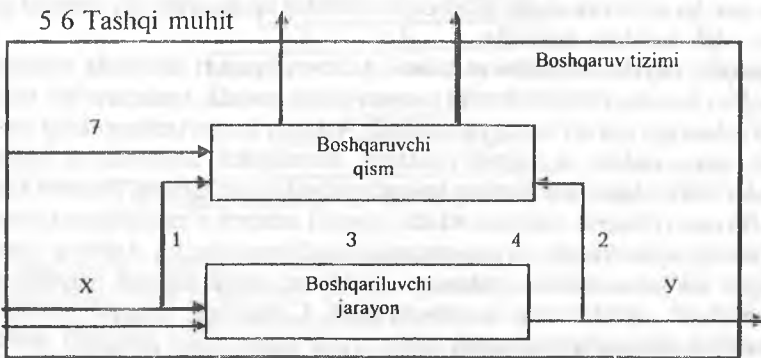 5 6 Tashqi muhit
Boshqaruv tizimi
7
Boshqaruvchi
qism
1
3
4
2
X
Boshqariluvchi
jarayon
У